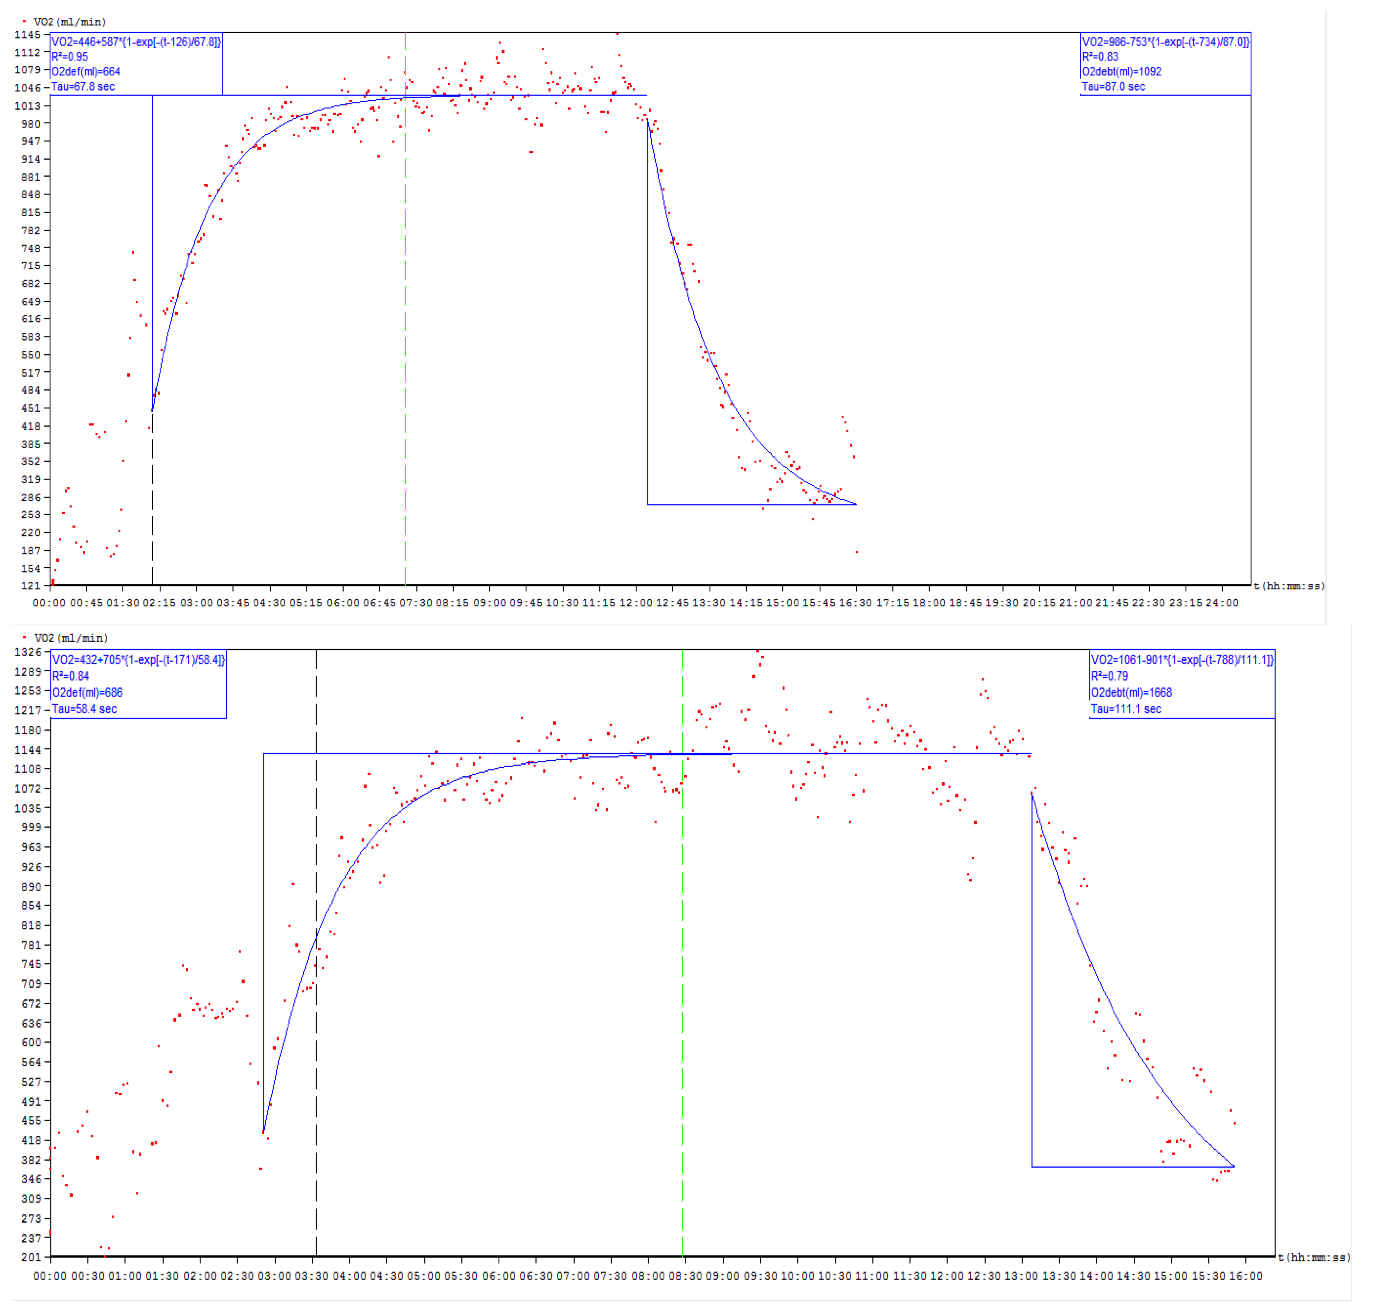 VO2(ml/min)
VO2=446+587*{1-exp[-(t-126)/67.8]}
R²=0.95
O2def(ml)=664
Tau=67.8 sec
VO2=986-753*{1-exp[-(t-734)/87.0]}
R²=0.83
O2debt(ml)=1092
Tau=87.0 sec
1145
1112
1079
1046
1013
980
947
914
881
848
815
782
748
715
682
649
616
583
550
517
484
451
418
385
352
319
286
253
220
187
154
121
t(hh:mm:ss)
00:00 00:45 01:30 02:15 03:00 03:45 04:30 05:15 06:00 06:45 07:30 08:15 09:00 09:45 10:30 11:15 12:00 12:45 13:30 14:15 15:00 15:45 16:30 17:15 18:00 18:45 19:30 20:15 21:00 21:45 22:30 23:15 24:00
VO2(ml/min)
VO2=432+705*{1-exp[-(t-171)/58.4]}
R²=0.84
O2def(ml)=686
Tau=58.4 sec
VO2=1061-901*{1-exp[-(t-788)/111.1]}
R²=0.79
O2debt(ml)=1668
Tau=111.1 sec
1326
1289
1253
1217
1180
1144
1108
1072
1035
999
963
926
890
854
818
781
745
709
672
636
600
564
527
491
455
418
382
346
309
273
237
201
t(hh:mm:ss)
00:00 00:30 01:00 01:30 02:00 02:30 03:00 03:30 04:00 04:30 05:00 05:30 06:00 06:30 07:00 07:30 08:00 08:30 09:00 09:30 10:00 10:30 11:00 11:30 12:00 12:30 13:00 13:30 14:00 14:30 15:00 15:30 16:00